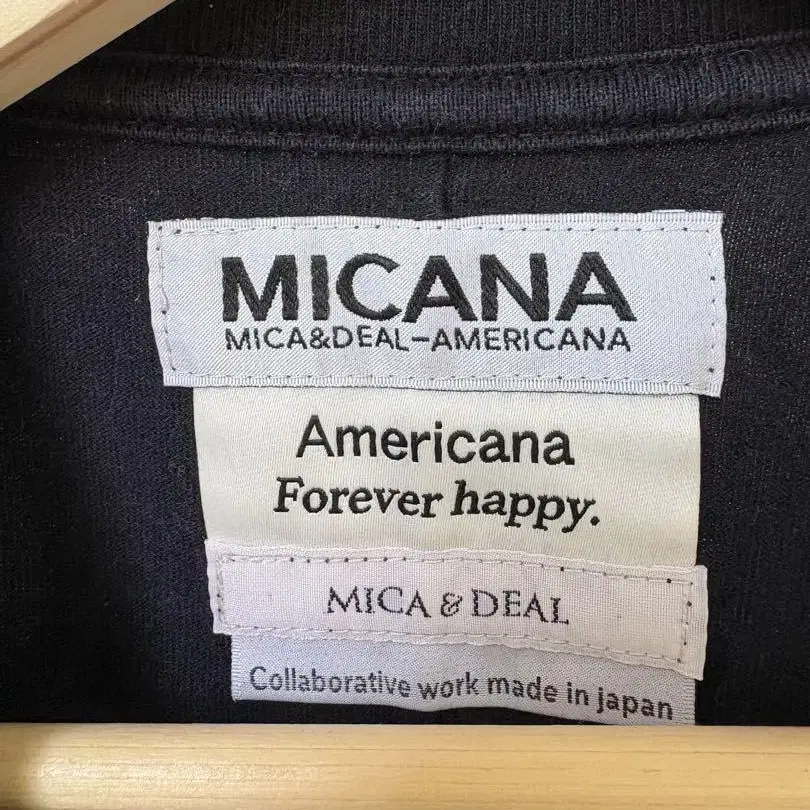 MICANA
MICA&DEAL-AMERICANA
Americana
Forever happy.
MICA & DEAL
Collaborative work made in japan